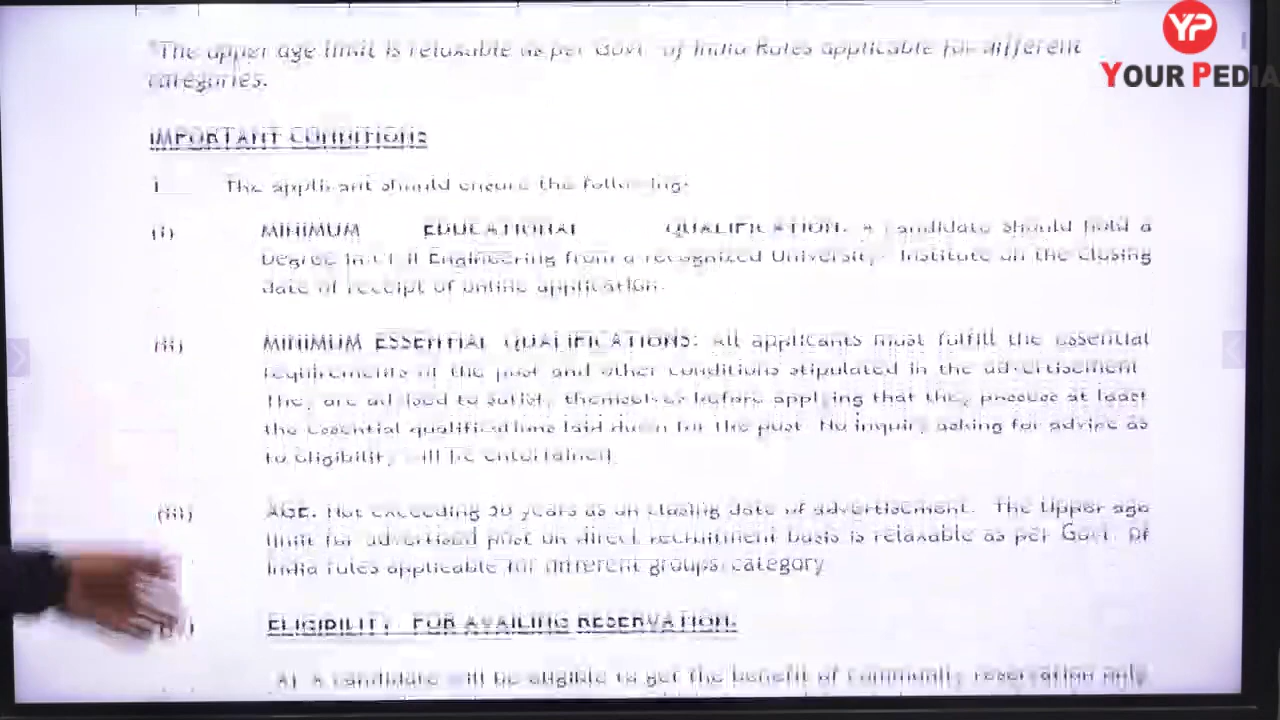 YP
YOUR PEDIA
*The upper age limit is relaxable as per Govt. of India Rules applicable for different
categories.
IMPORTANT CONDITIONS
The applicant should ensure the following:
(i) MINIMUM EDUCATIONAL QUALIFICATION: A candidate should hold a
Degree in Civil Engineering from a recognized University/ Institute on the closing
date of receipt of online application.
(ii) MINIMUM ESSENTIAL QUALIFICATIONS: All applicants must fulfill the essential
requirements of the post and other conditions stipulated in the advertisement.
They are advised to satisfy themselves before applying that they possess at least
the essential qualifications laid down for the post. No inquiry asking for advice as
to eligibility will be entertained.
(iii) AGE: Not exceeding 30 years as on closing date of advertisement. The Upper age
limit for advertised post on direct recruitment basis is relaxable as per Govt. of
India rules applicable for different groups/category
ELIGIBILITY FOR AVAILING RESERVATION:
A) A candidate will be eligible to get the benefit of community reservation only